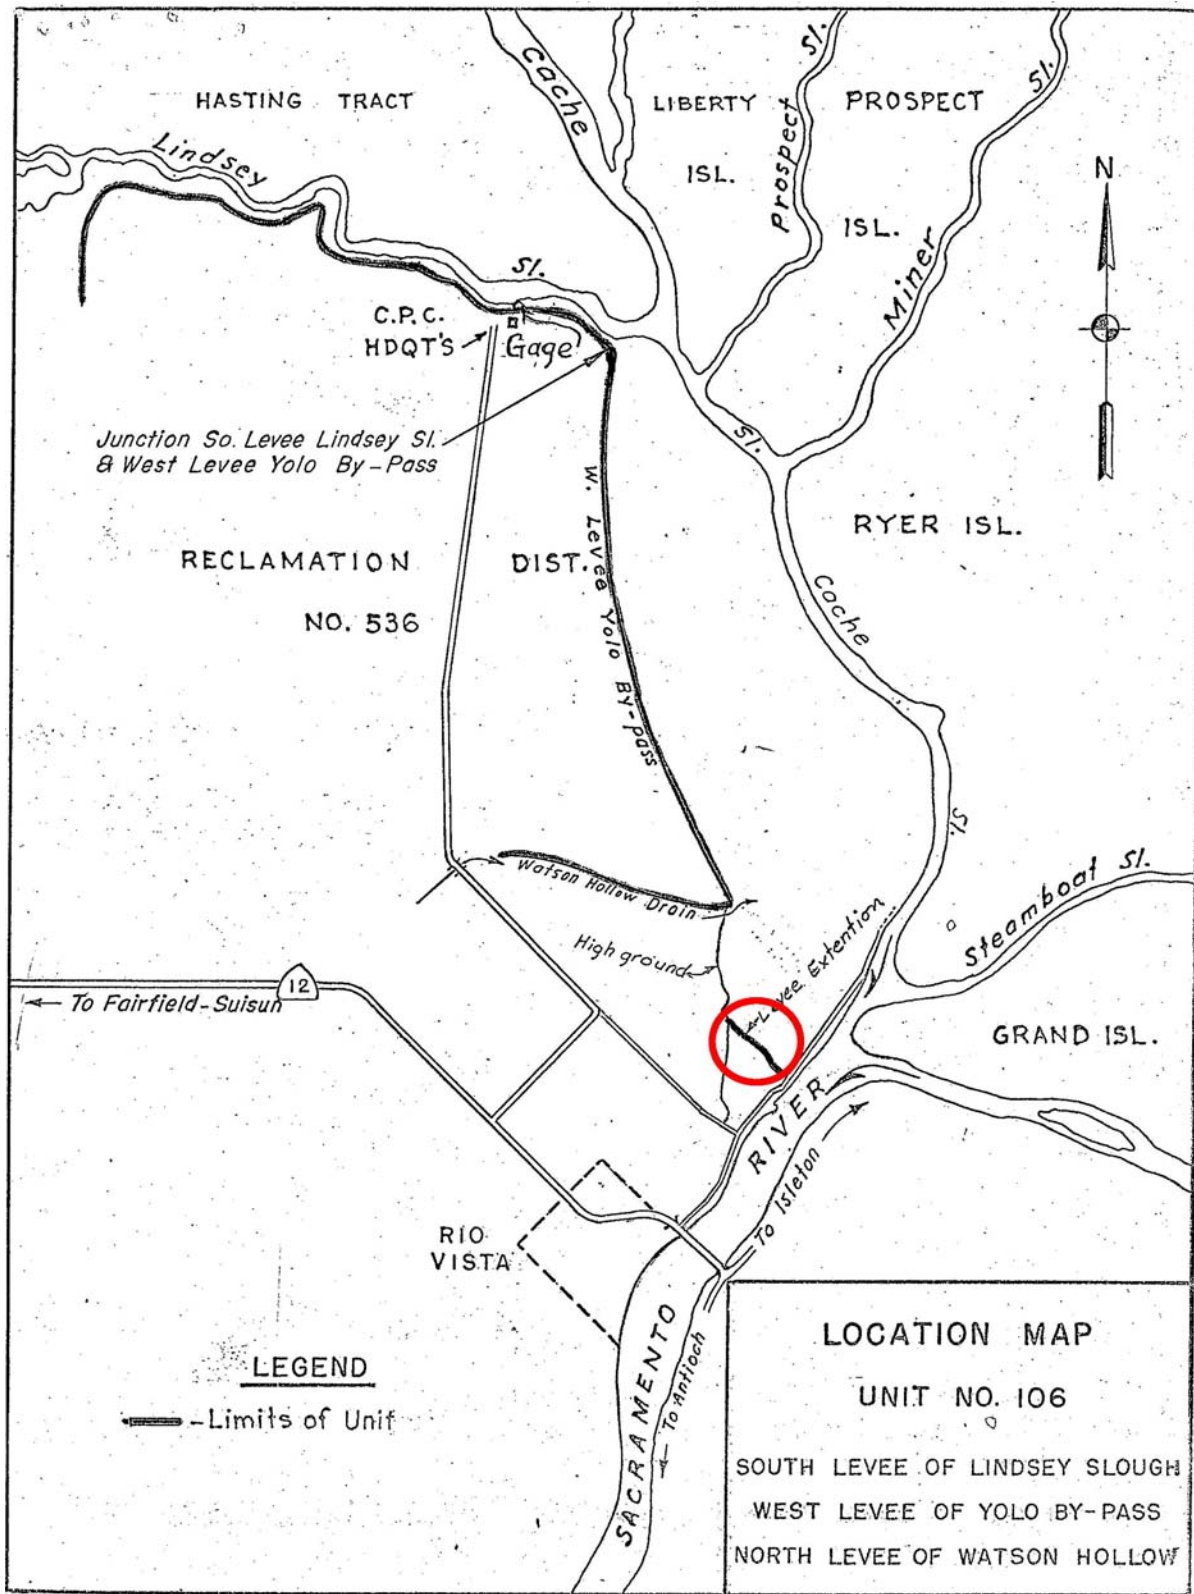 HASTING TRACT
Cache
LIBERTY
ISL.
Prospect
Sl.
PROSPECT
ISL.
Miner
Sl.
Lindsey
Sl.
N
C.P.C.
HDQT'S
Gage
Junction So. Levee Lindsey Sl.
& West Levee Yolo By-Pass
Sl.
RYER ISL.
RECLAMATION DIST.
NO. 536
W. Levee Yolo By-pass
Cache
Sl.
Watson Hollow Drain
High ground
Levee Extention
Steamboat Sl.
12
To Fairfield-Suisun
GRAND ISL.
RIVER
To Isleton
RIO
VISTA
SACRAMENTO
To Antioch
LEGEND
-Limits of Unit
LOCATION MAP
UNIT NO. 106
SOUTH LEVEE OF LINDSEY SLOUGH
WEST LEVEE OF YOLO BY-PASS
NORTH LEVEE OF WATSON HOLLOW